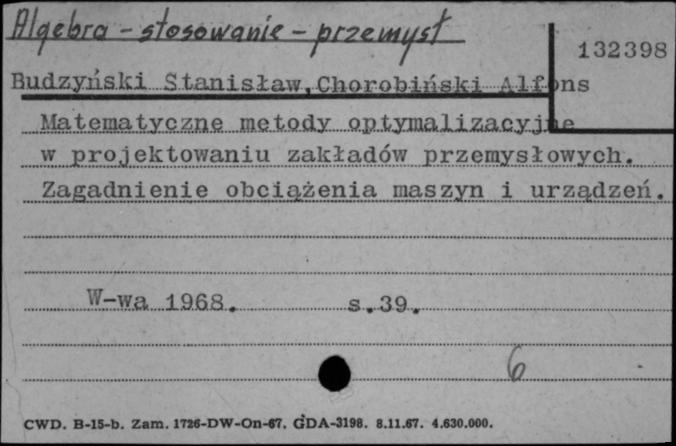 Algebra - stosowanie - przemysł
132398
Budzyński Stanisław,Chorobiński Alfons
Matematyczne metody optymalizacyjne
w projektowaniu zakładów przemysłowych.
Zagadnienie obciążenia maszyn i urządzeń.
W-wa 1968. s.39.
6
CWD. B-15-b. Zam. 1726-DW-On-67. GDA-3198. 8.11.67. 4.630.000.